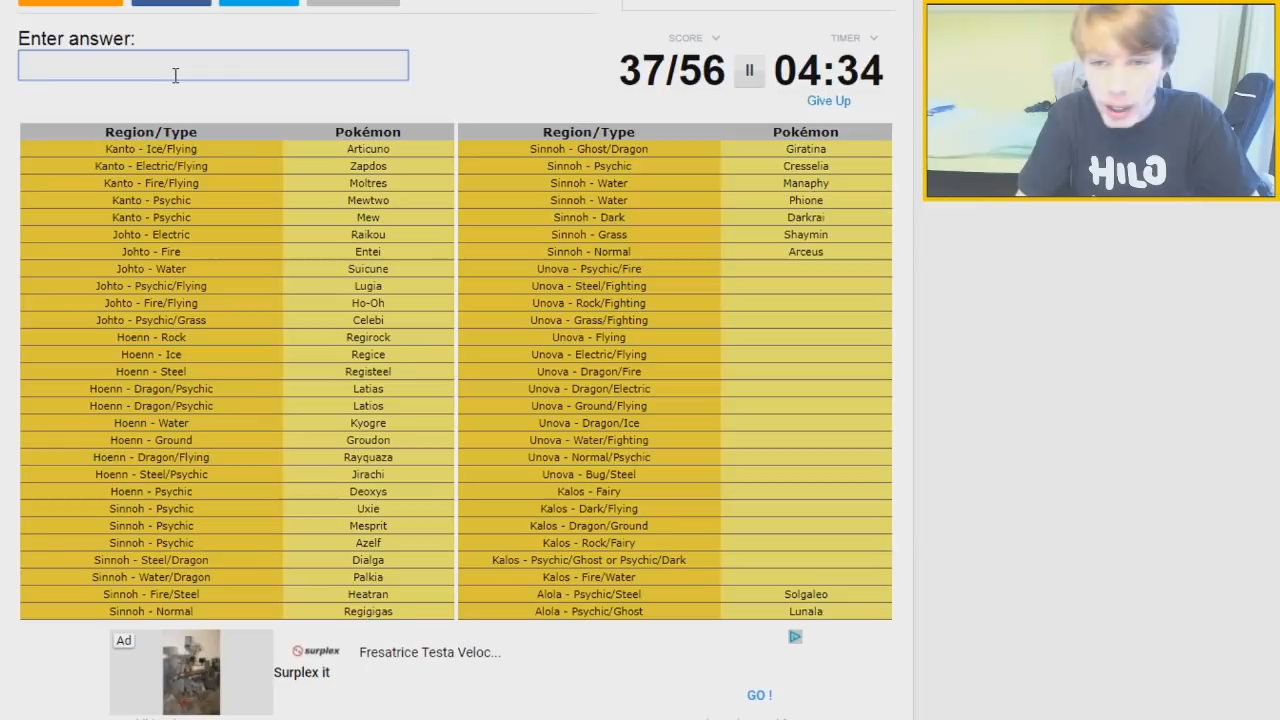 Enter answer:
SCORE
TIMER
37/56
04:34
Give Up
Region/Type Pokémon Region/Type Pokémon
Kanto - Ice/Flying Articuno Sinnoh - Ghost/Dragon Giratina
Kanto - Electric/Flying Zapdos Sinnoh - Psychic Cresselia
Kanto - Fire/Flying Moltres Sinnoh - Water Manaphy
Kanto - Psychic Mewtwo Sinnoh - Water Phione
Kanto - Psychic Mew Sinnoh - Dark Darkrai
Johto - Electric Raikou Sinnoh - Grass Shaymin
Johto - Fire Entei Sinnoh - Normal Arceus
Johto - Water Suicune Unova - Psychic/Fire
Johto - Psychic/Flying Lugia Unova - Steel/Fighting
Johto - Fire/Flying Ho-Oh Unova - Rock/Fighting
Johto - Psychic/Grass Celebi Unova - Grass/Fighting
Hoenn - Rock Regirock Unova - Flying
Hoenn - Ice Regice Unova - Electric/Flying
Hoenn - Steel Registeel Unova - Dragon/Fire
Hoenn - Dragon/Psychic Latias Unova - Dragon/Electric
Hoenn - Dragon/Psychic Latios Unova - Ground/Flying
Hoenn - Water Kyogre Unova - Dragon/Ice
Hoenn - Ground Groudon Unova - Water/Fighting
Hoenn - Dragon/Flying Rayquaza Unova - Normal/Psychic
Hoenn - Steel/Psychic Jirachi Unova - Bug/Steel
Hoenn - Psychic Deoxys Kalos - Fairy
Sinnoh - Psychic Uxie Kalos - Dark/Flying
Sinnoh - Psychic Mesprit Kalos - Dragon/Ground
Sinnoh - Psychic Azelf Kalos - Rock/Fairy
Sinnoh - Steel/Dragon Dialga Kalos - Psychic/Ghost or Psychic/Dark
Sinnoh - Water/Dragon Palkia Kalos - Fire/Water
Sinnoh - Fire/Steel Heatran Alola - Psychic/Steel Solgaleo
Sinnoh - Normal Regigigas Alola - Psychic/Ghost Lunala
Ad
surplex
Fresatrice Testa Veloc...
Surplex it
GO !
HILO